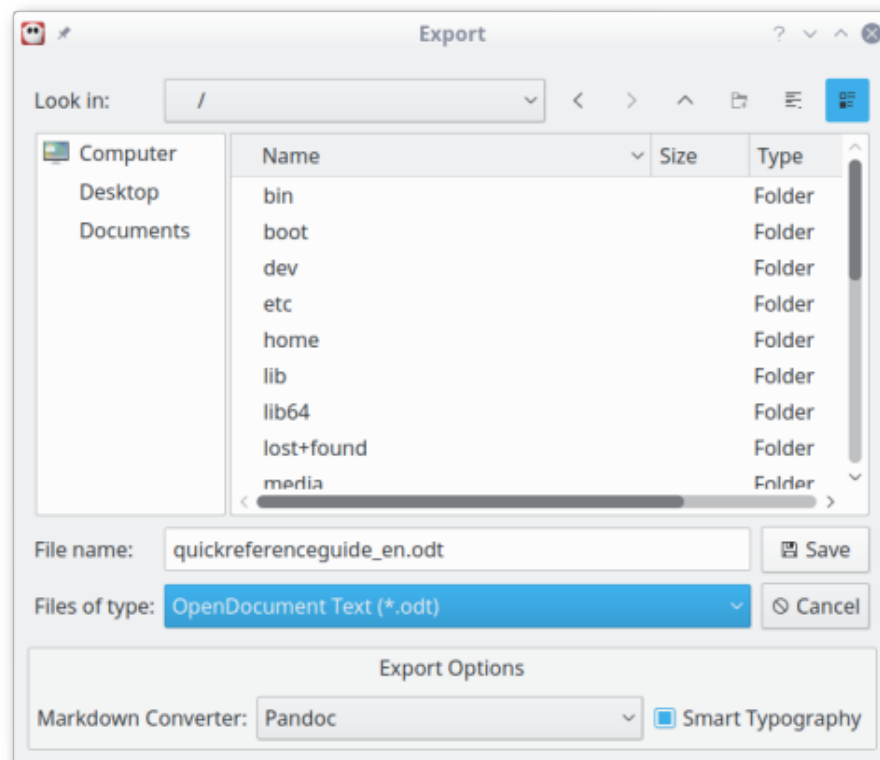 Export
Look in: /
Computer
Desktop
Documents
Name Size Type
bin Folder
boot Folder
dev Folder
etc Folder
home Folder
lib Folder
lib64 Folder
lost+found Folder
media Folder
File name: quickreferenceguide_en.odt Save
Files of type: OpenDocument Text (*.odt) Cancel
Export Options
Markdown Converter: Pandoc Smart Typography